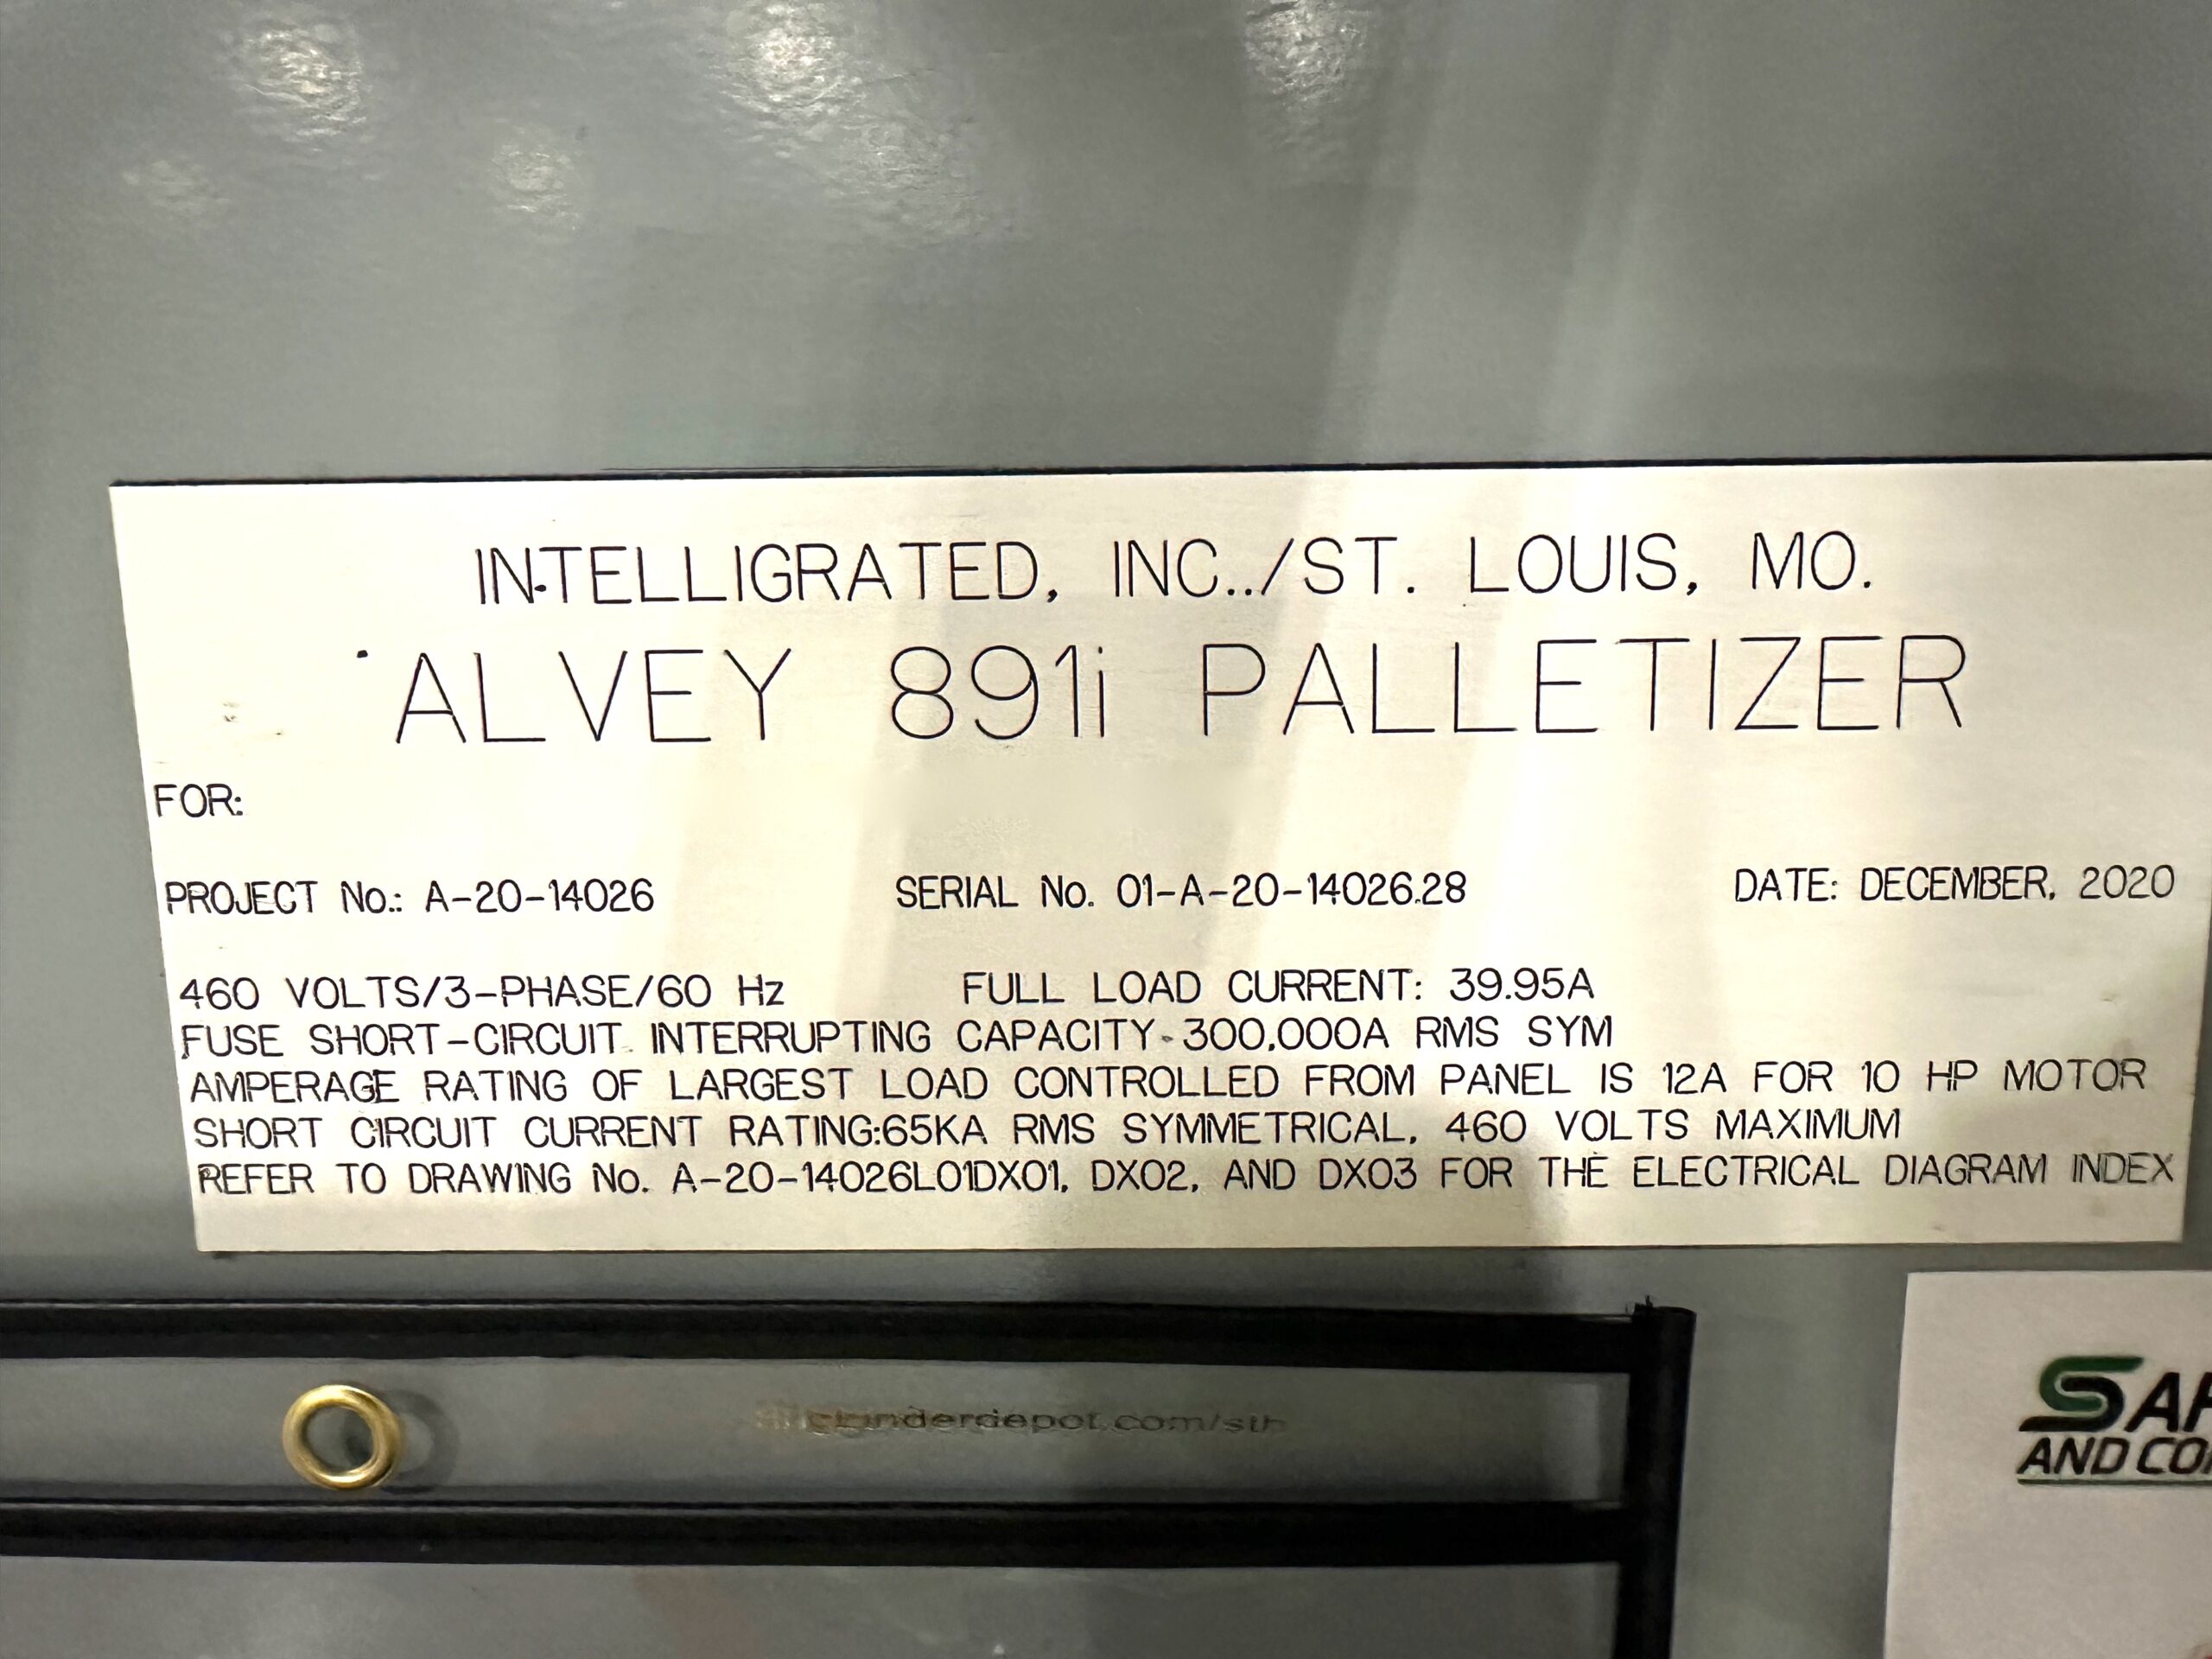 INTELLIGRATED, INC../ST. LOUIS, MO.
ALVEY 891i PALLETIZER
FOR:
PROJECT No.: A-20-14026 SERIAL No. 01-A-20-14026.28 DATE: DECEMBER, 2020
460 VOLTS/3-PHASE/60 Hz FULL LOAD CURRENT: 39.95A
FUSE SHORT-CIRCUIT INTERRUPTING CAPACITY-300,000A RMS SYM
AMPERAGE RATING OF LARGEST LOAD CONTROLLED FROM PANEL IS 12A FOR 10 HP MOTOR
SHORT CIRCUIT CURRENT RATING:65KA RMS SYMMETRICAL, 460 VOLTS MAXIMUM
REFER TO DRAWING No. A-20-14026L01DX01, DX02, AND DX03 FOR THE ELECTRICAL DIAGRAM INDEX
AND